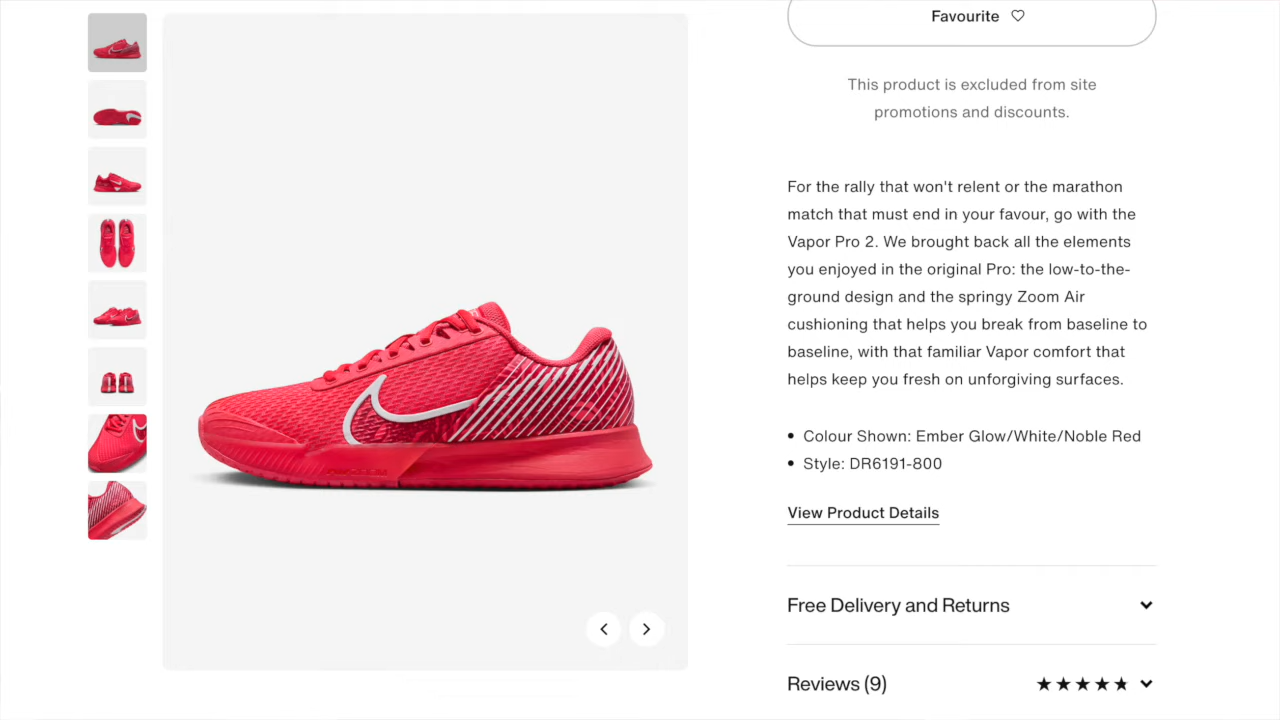 Favourite
This product is excluded from site
promotions and discounts.
For the rally that won't relent or the marathon
match that must end in your favour, go with the
Vapor Pro 2. We brought back all the elements
you enjoyed in the original Pro: the low-to-the-
ground design and the springy Zoom Air
cushioning that helps you break from baseline to
baseline, with that familiar Vapor comfort that
helps keep you fresh on unforgiving surfaces.
Colour Shown: Ember Glow/White/Noble Red
Style: DR6191-800
View Product Details
Free Delivery and Returns
Reviews (9)